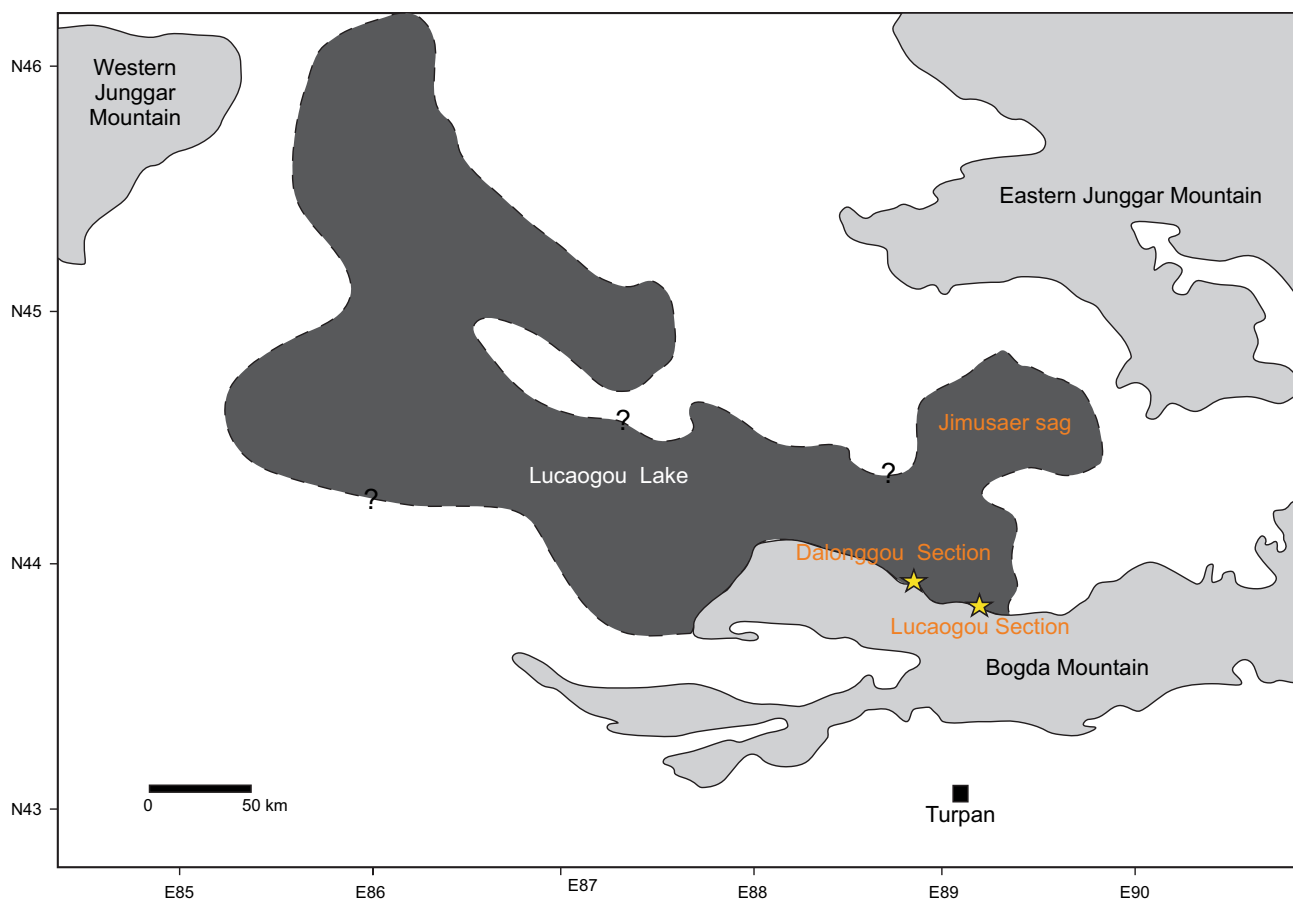 N46
Western
Junggar
Mountain
Eastern Junggar Mountain
N45
?
Jimusaer sag
?
Lucaogou Lake
?
N44
Dalonggou Section
Lucaogou Section
Bogda Mountain
N43
0 50 km
Turpan
E85 E86 E87 E88 E89 E90